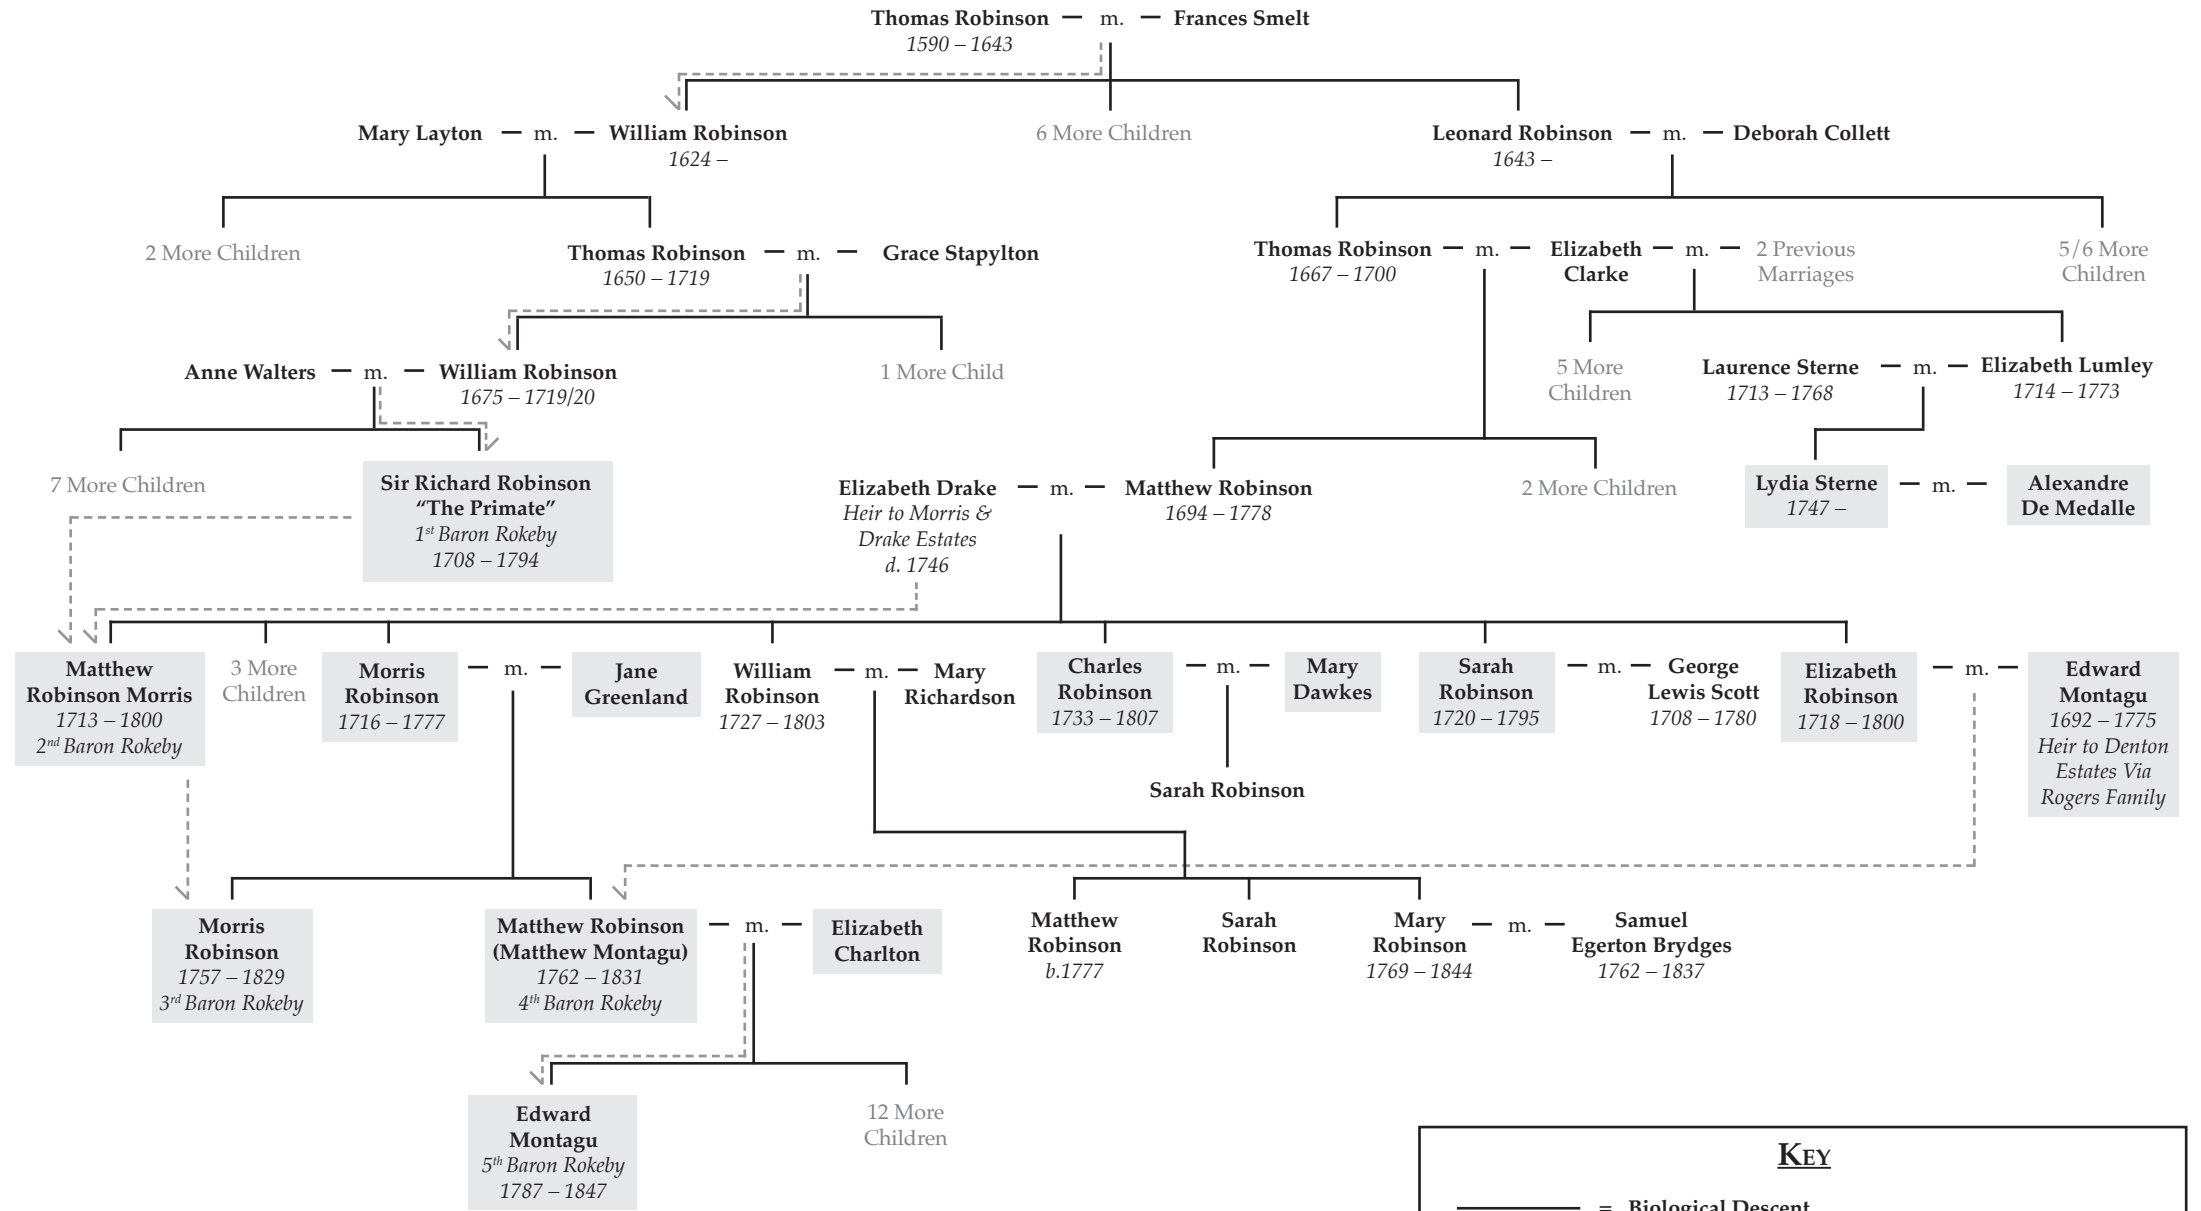 Thomas Robinson — m. — Frances Smelt
1590 – 1643
Mary Layton — m. — William Robinson
1624 –
6 More Children
Leonard Robinson — m. — Deborah Collett
1643 –
2 More Children
Thomas Robinson — m. — Grace Stapylton
1650 – 1719
Thomas Robinson — m. — Elizabeth
Clarke
— m. — 2 Previous
Marriages
1667 – 1700
5/6 More
Children
Anne Walters — m. — William Robinson
1675 – 1719/20
1 More Child
5 More
Children
Laurence Sterne — m. — Elizabeth Lumley
1713 – 1768
1714 – 1773
7 More Children
Sir Richard Robinson
“The Primate”
1st Baron Rokeby
1708 – 1794
Elizabeth Drake — m. — Matthew Robinson
Heir to Morris &
Drake Estates
d. 1746
1694 – 1778
2 More Children
Lydia Sterne — m. — Alexandre
De Medalle
1747 –
Matthew
Robinson Morris
1713 – 1800
2nd Baron Rokeby
3 More
Children
Morris
Robinson
1716 – 1777
— m. —
Jane
Greenland
William
Robinson
1727 – 1803
— m. —
Mary
Richardson
Charles
Robinson
1733 – 1807
— m. —
Mary
Dawkes
Sarah
Robinson
1720 – 1795
— m. —
George
Lewis Scott
1708 – 1780
Elizabeth
Robinson
1718 – 1800
— m. —
Edward
Montagu
1692 – 1775
Heir to Denton
Estates Via
Rogers Family
Sarah Robinson
Morris
Robinson
1757 – 1829
3rd Baron Rokeby
Matthew Robinson
(Matthew Montagu)
1762 – 1831
4th Baron Rokeby
— m. —
Elizabeth
Charlton
Matthew
Robinson
b.1777
Sarah
Robinson
Mary
Robinson
1769 – 1844
— m. —
Samuel
Egerton Brydges
1762 – 1837
Edward
Montagu
5th Baron Rokeby
1787 – 1847
12 More
Children
KEY
= Biological Descent